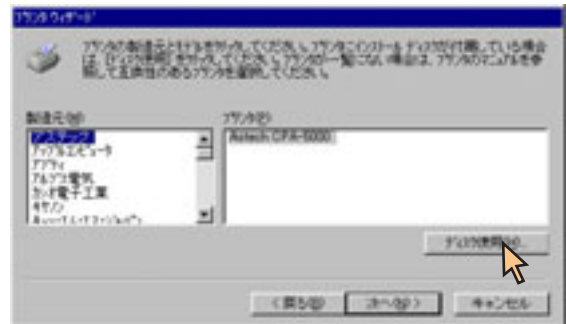 プリンタ ウィザード
プリンタの製造元とモデルをクリックしてください。プリンタにインストール ディスクが付属している場合
は、[ディスク使用] をクリックしてください。プリンタが一覧にない場合は、プリンタのマニュアルを参
照して互換性のあるプリンタを選択してください。
製造元(M)
プリンタ(P)
アステック
アップルコンピュータ
アプティ
アルプス電気
カシオ電子工業
キヤノン
Astech CPA-6000
ディスク使用(H)...
< 戻る(B)
次へ(N) >
キャンセル